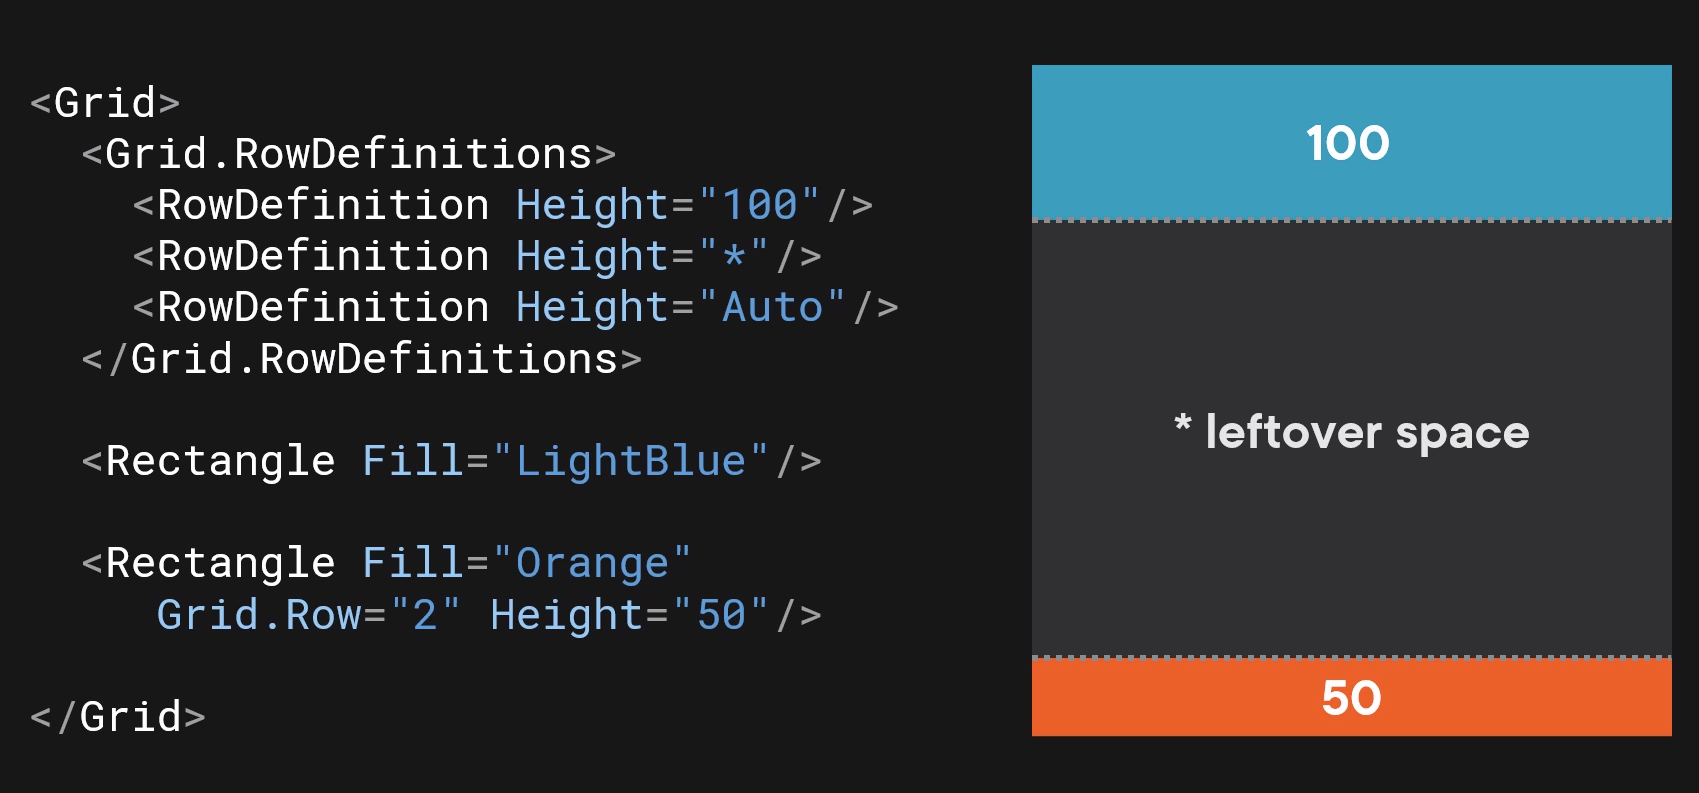 <Grid>
<Grid.RowDefinitions>
<RowDefinition Height="100"/>
<RowDefinition Height="*"/>
<RowDefinition Height="Auto"/>
</Grid.RowDefinitions>
<Rectangle Fill="LightBlue"/>
<Rectangle Fill="Orange"
Grid.Row="2" Height="50"/>
</Grid>
100
* leftover space
50